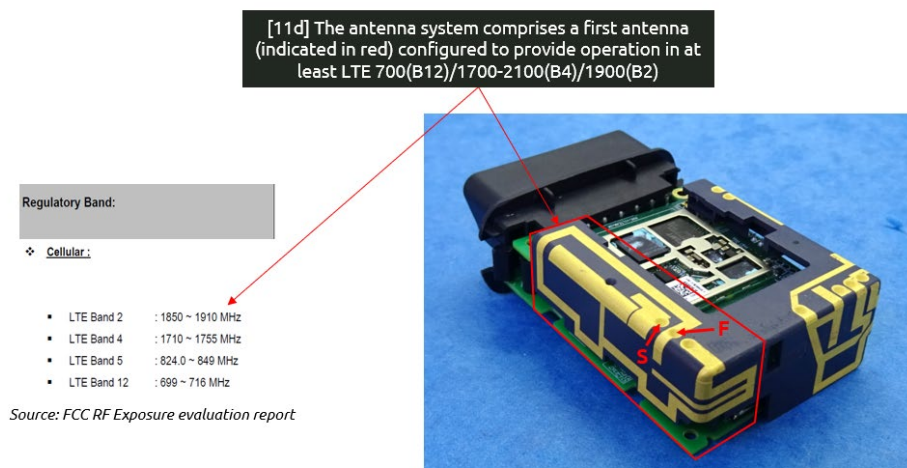 [11d] The antenna system comprises a first antenna
(indicated in red) configured to provide operation in at
least LTE 700(B12)/1700-2100(B4)/1900(B2)
Regulatory Band:
❖ Cellular :
▪ LTE Band 2 : 1850 ~ 1910 MHz
▪ LTE Band 4 : 1710 ~ 1755 MHz
▪ LTE Band 5 : 824.0 ~ 849 MHz
▪ LTE Band 12 : 699 ~ 716 MHz
Source: FCC RF Exposure evaluation report
F
S